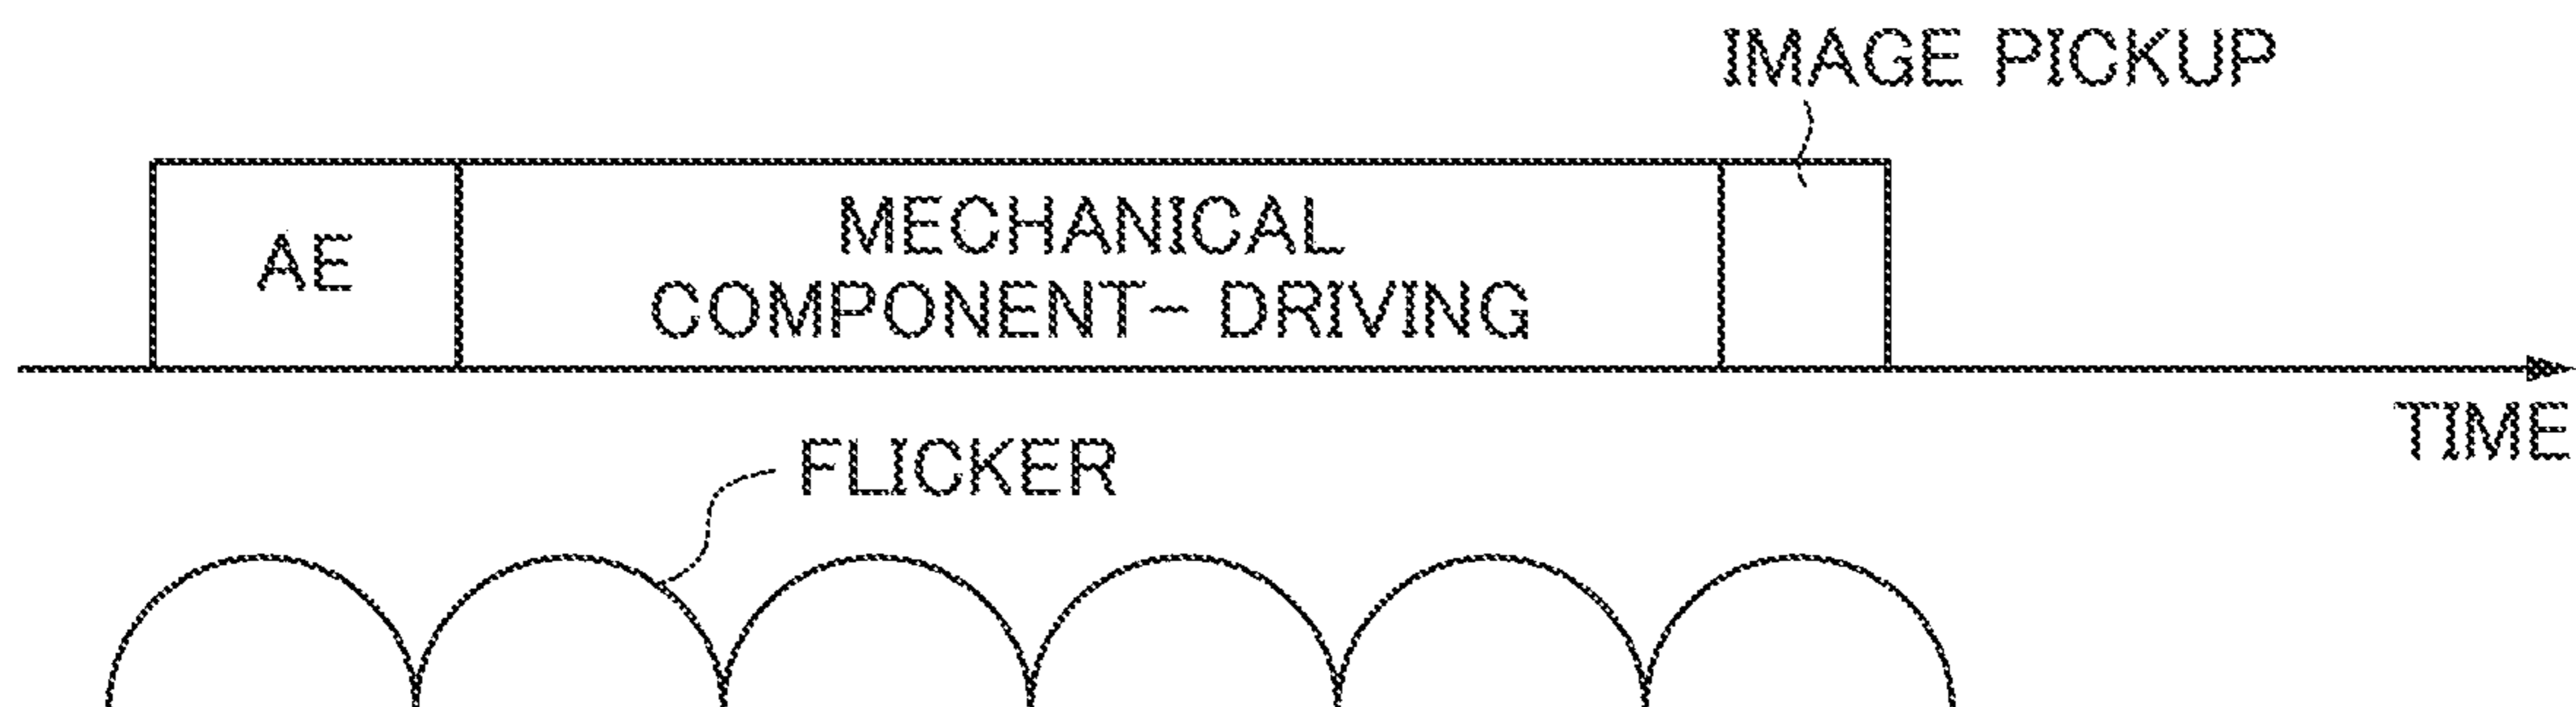 IMAGE PICKUP
AE
MECHANICAL
COMPONENT- DRIVING
TIME
FLICKER